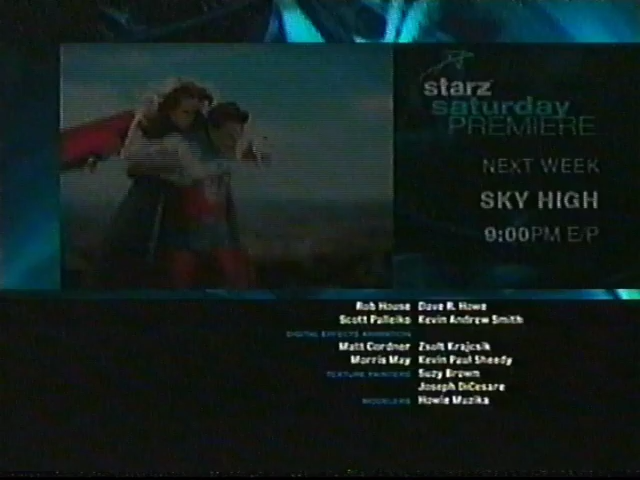 starz
saturday
PREMIERE
NEXT WEEK
SKY HIGH
9:00PM E/P
Rob House Dave R. Howe
Scott Palleiko Kevin Andrew Smith
DIGITAL EFFECTS ANIMATION
Matt Cordner Zsolt Krajcsik
Morris May Kevin Paul Sheedy
TEXTURE PAINTERS Suzy Brown
Joseph DiCesare
MODELERS Howie Muzika